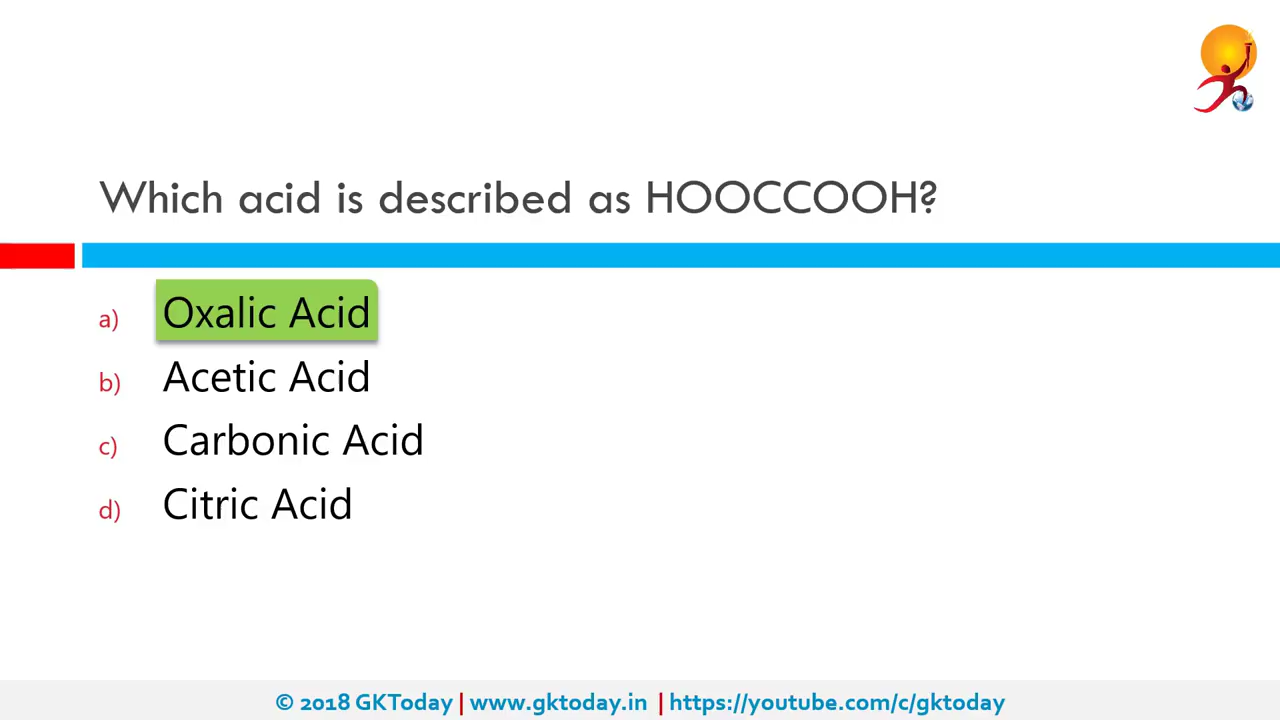 Which acid is described as HOOCCOOH?
a) Oxalic Acid
b) Acetic Acid
c) Carbonic Acid
d) Citric Acid
© 2018 GKToday | www.gktoday.in | https://youtube.com/c/gktoday